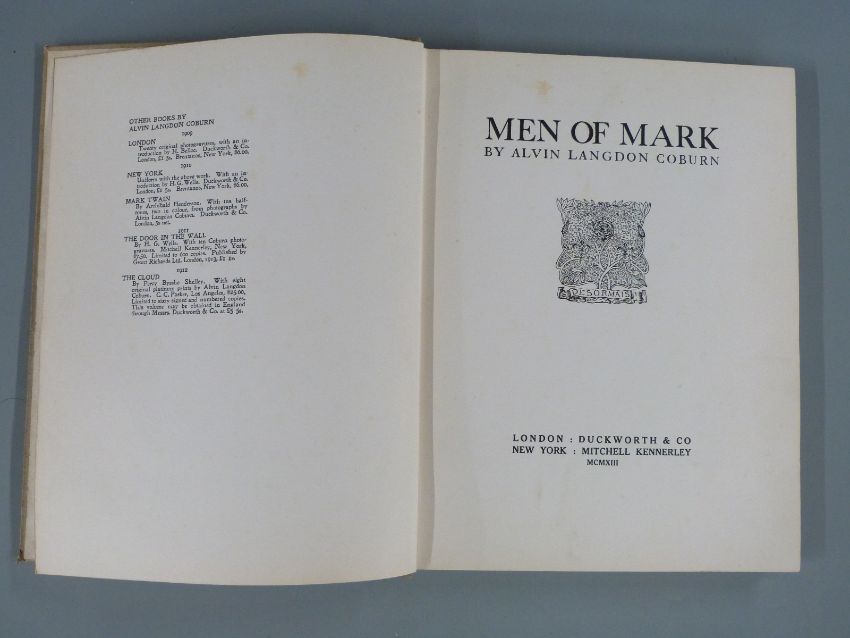 OTHER BOOKS BY
ALVIN LANGDON COBURN
1909
LONDON
Twenty original photogravures, with an in-
troduction by H. Belloc. Duckworth & Co.
London, £1 5s. Brentanos, New York, $6.00.
1910
NEW YORK
Uniform with the above work. With an in-
troduction by H. G. Wells. Duckworth & Co.
London, £1 5s. Brentanos, New York, $6.00.
MARK TWAIN
By Archibald Henderson. With ten half-
tones, in colour, from photographs by
Alvin Langdon Coburn. Duckworth & Co.
London, 5s net.
1911
THE DOOR IN THE WALL
By H. G. Wells. With ten Coburn photo-
gravures. Mitchell Kennerley, New York,
$7.50. Limited to 600 copies. Published by
Grant Richards Ltd. London, 1913,
1912
THE CLOUD
By Percy Bysshe Shelley. With eight
original platinum prints by Alvin Langdon
Coburn. C. C. Parker, Los Angeles, $25.00.
Limited to sixty signed and numbered copies.
This volume may be obtained in England
through Messrs. Duckworth & Co. at £5 5s.
MEN OF MARK
BY ALVIN LANGDON COBURN
DESORMAIS
LONDON : DUCKWORTH & CO
NEW YORK : MITCHELL KENNERLEY
MCMXIII